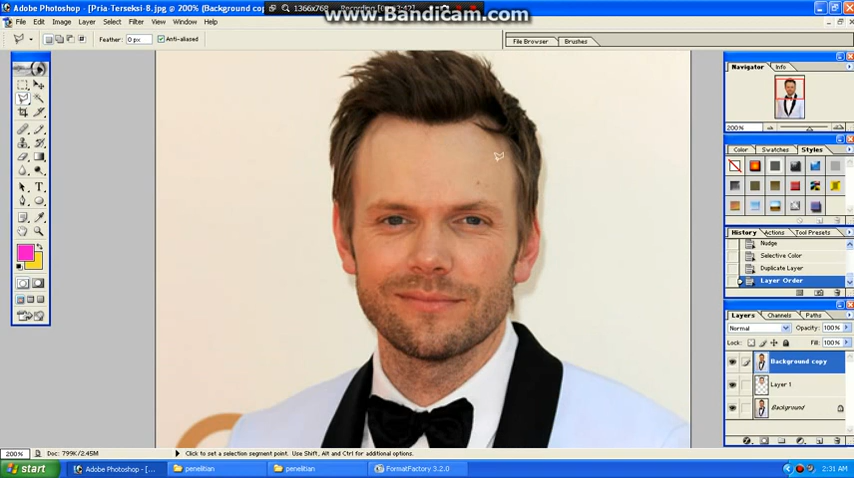 Adobe Photoshop - [Pria-Terseksi-B.jpg @ 200% (Background cop
1366x768
Recording
www.Bandicam.com
File Edit Image Layer Select Filter View Window Help
Feather: 0 px Anti-aliased
File Browser Brushes
Navigator Info
200%
Color Swatches Styles
History Actions Tool Presets
Nudge
Selective Color
Duplicate Layer
Layer Order
Layers Channels Paths
Normal Opacity: 100%
Lock: Fill: 100%
Background copy
Layer 1
Background
200% Doc: 799K/2.45M Click to set a selection segment point. Use Shift, Alt and Ctrl for additional options.
start Adobe Photoshop - [... penelitian penelitian FormatFactory 3.2.0 2:31 AM